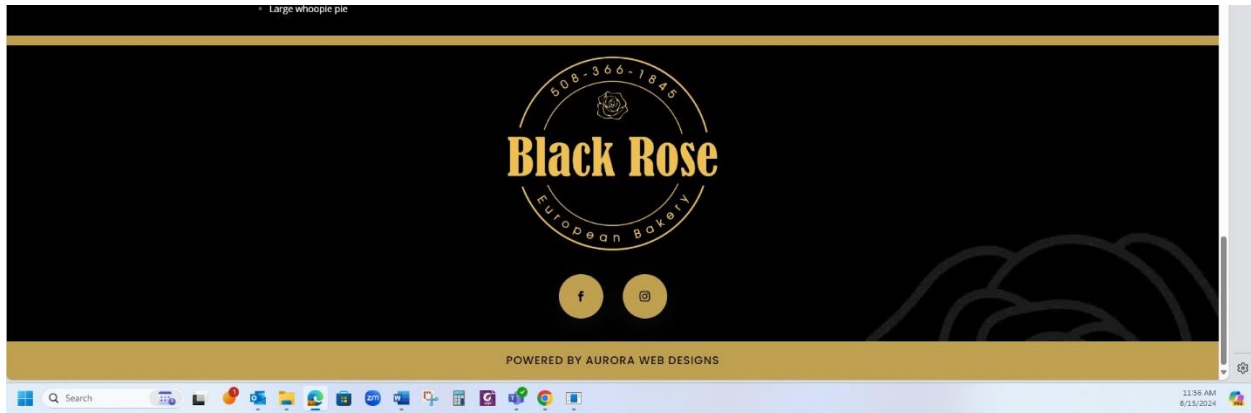 Large whoopie pie
508-366-1845
Black Rose
European Bakery
POWERED BY AURORA WEB DESIGNS
Search
11:56 AM
8/15/2024